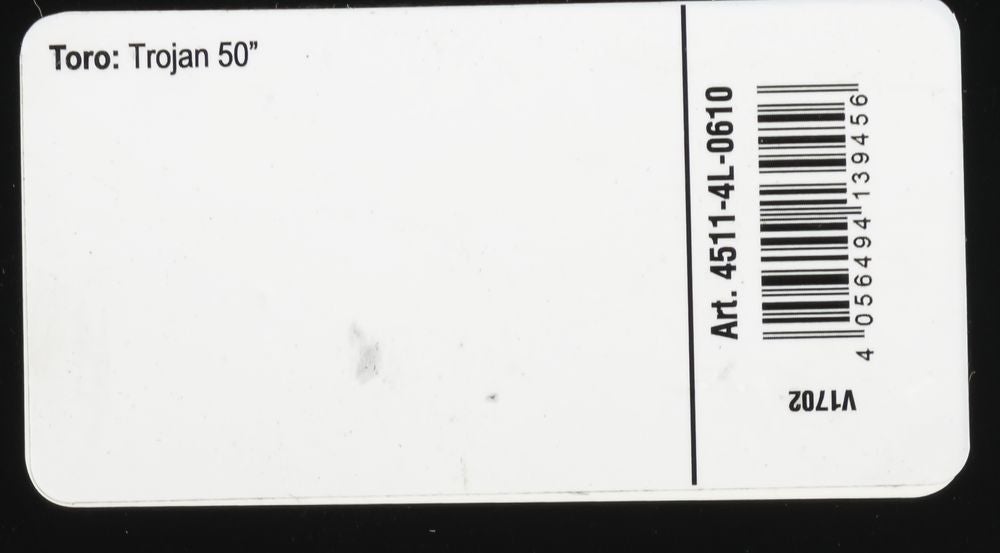 Toro: Trojan 50”
Art. 4511-4L-0610
4 056494 139456
V1702